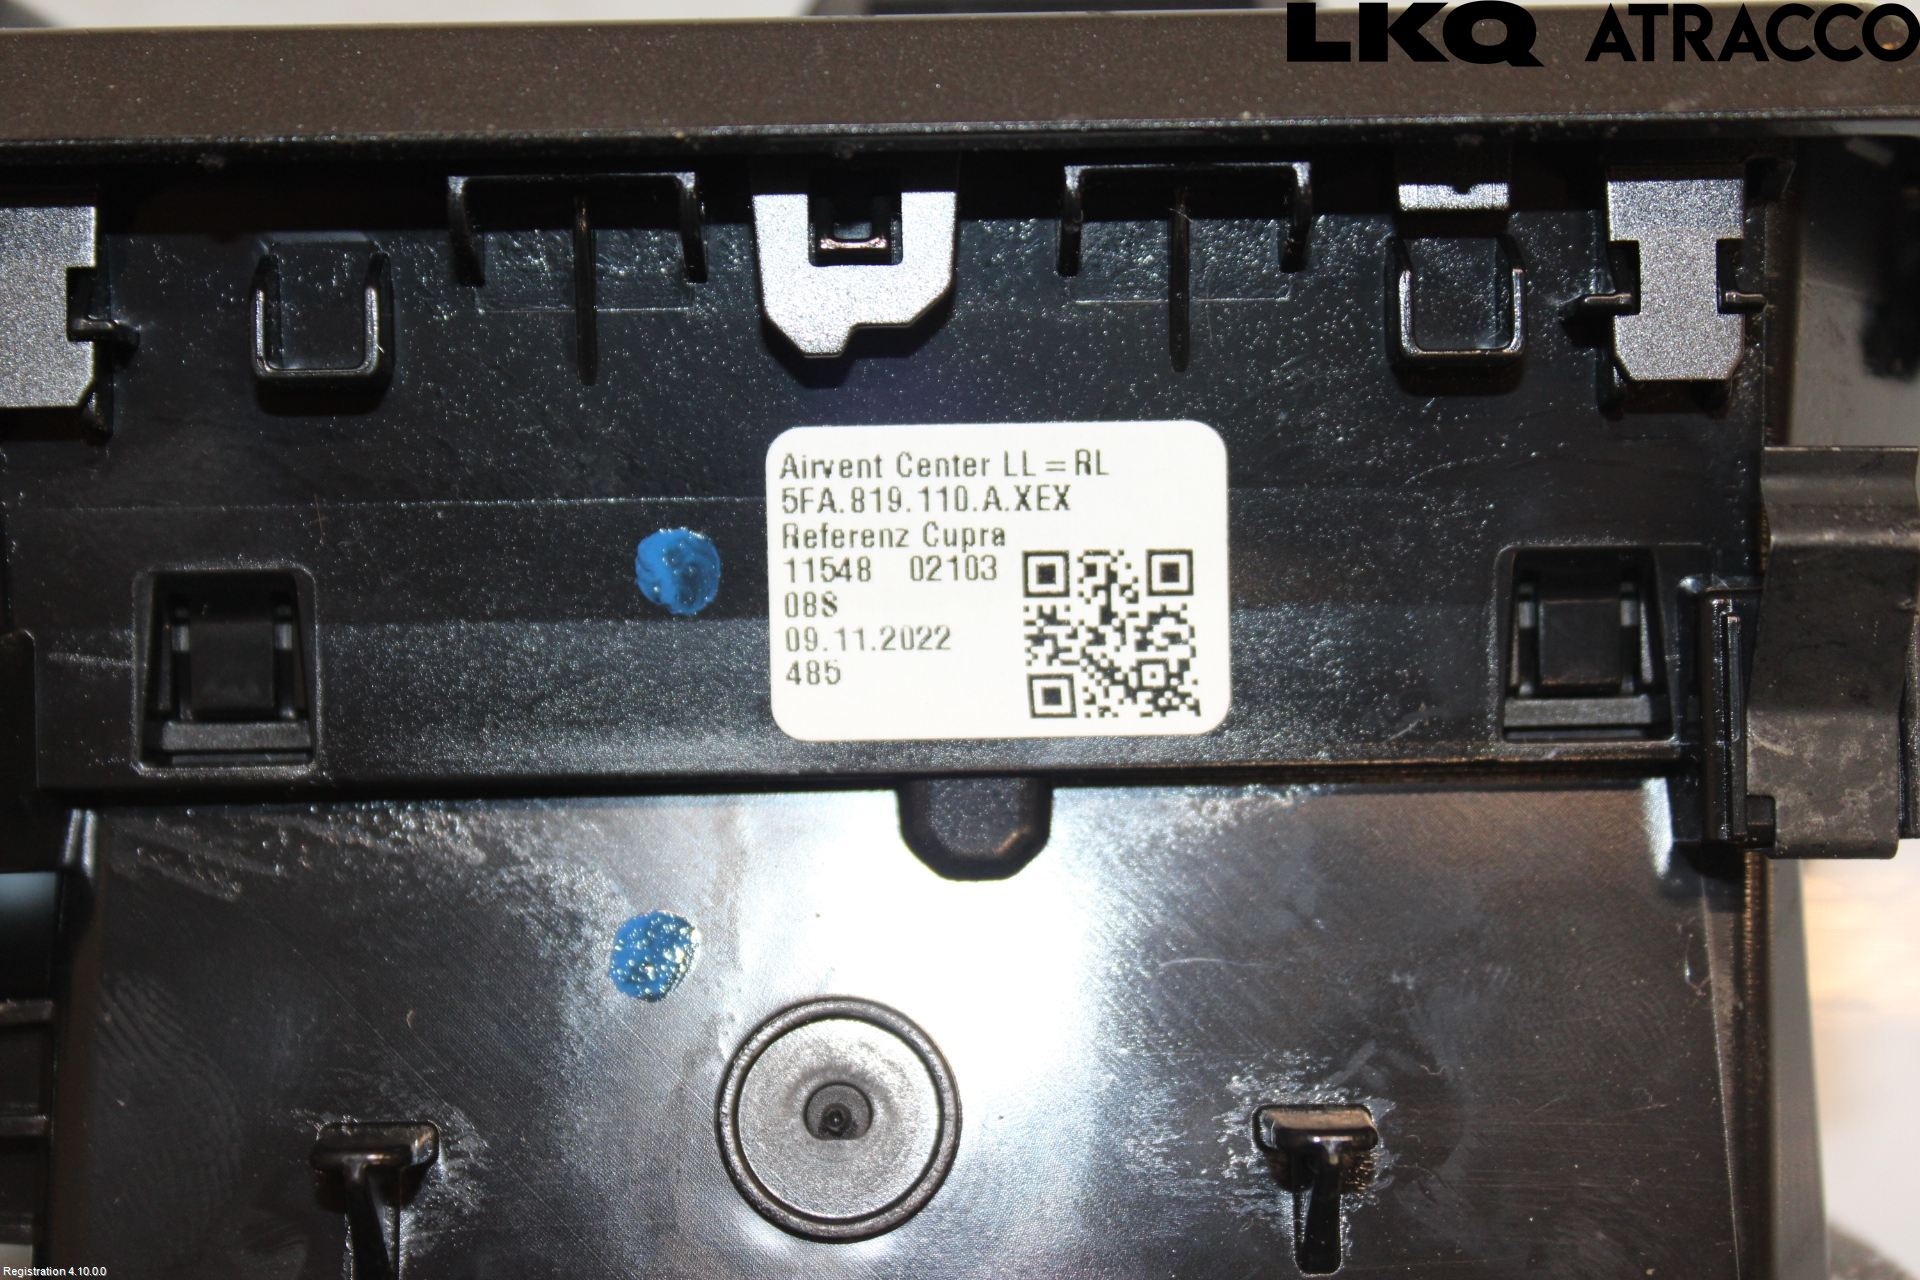 LKQ ATRACCO
Airvent Center LL = RL
5FA.819.110.A.XEX
Referenz Cupra
11548 02103
08S
09.11.2022
485
Registration 4.10.0.0